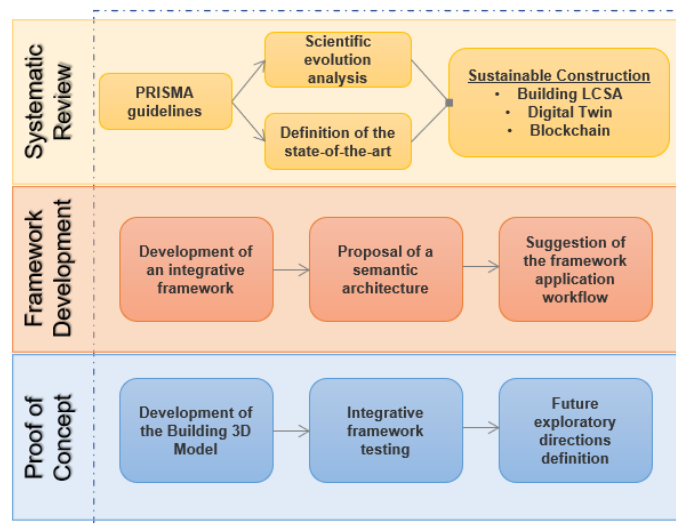 Systematic
Review
PRISMA
guidelines
Scientific
evolution
analysis
Definition of the
state-of-the-art
Sustainable Construction
• Building LCSA
• Digital Twin
• Blockchain
Framework
Development
Development of
an integrative
framework
Proposal of a
semantic
architecture
Suggestion of
the framework
application
workflow
Proof of
Concept
Development of
the Building 3D
Model
Integrative
framework
testing
Future
exploratory
directions
definition